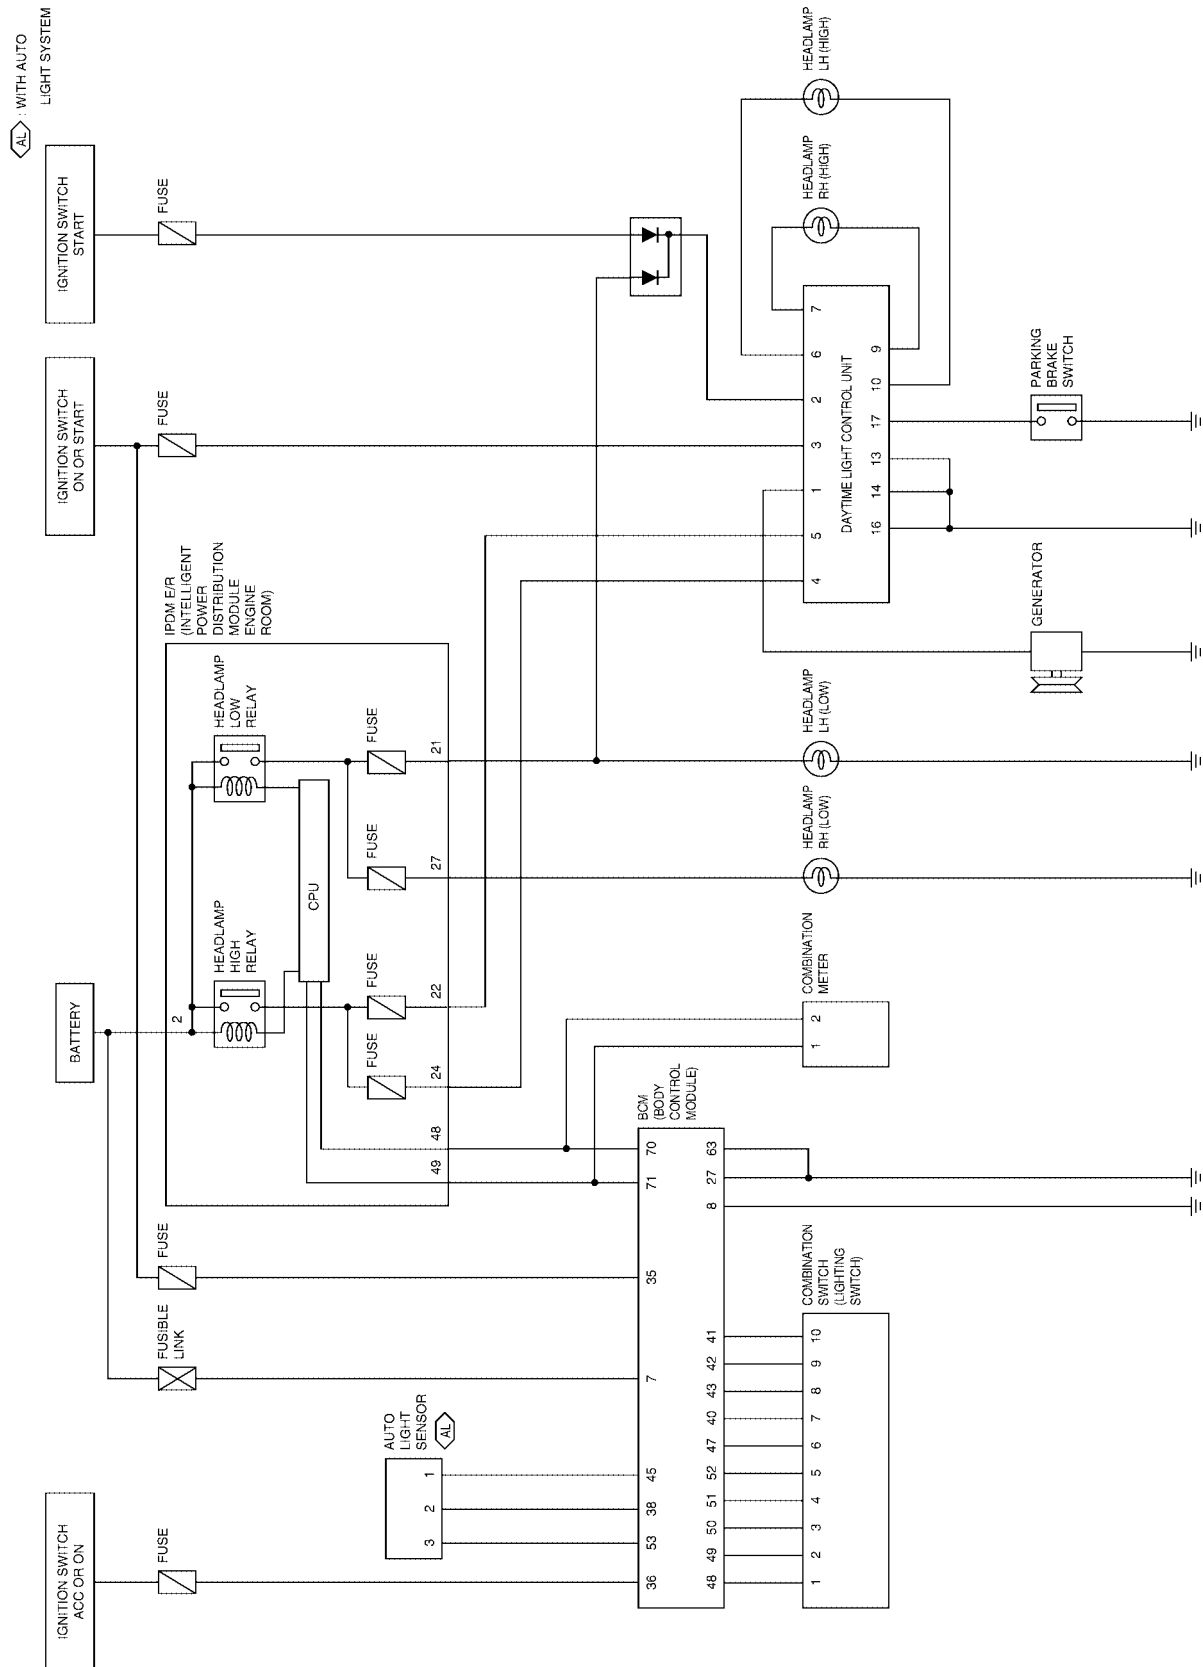 IGNITION SWITCH
ACC OR ON
BATTERY
IGNITION SWITCH
ON OR START
IGNITION SWITCH
START
AL : WITH AUTO
LIGHT SYSTEM
FUSE
FUSIBLE
LINK
FUSE
FUSE
FUSE
2
HEADLAMP
HIGH
RELAY
HEADLAMP
LOW
RELAY
IPDM E/R
(INTELLIGENT
POWER
DISTRIBUTION
MODULE
ENGINE
ROOM)
CPU
FUSE
FUSE
FUSE
FUSE
49
48
24
22
27
21
AUTO
LIGHT
SENSOR
AL
3
2
1
36
53
38
45
7
35
71
70
BCM
(BODY
CONTROL
MODULE)
48
49
50
51
52
47
40
43
42
41
8
27
63
1
2
3
4
5
6
7
8
9
10
COMBINATION
SWITCH
(LIGHTING
SWITCH)
1
2
COMBINATION
METER
HEADLAMP
RH (LOW)
HEADLAMP
LH (LOW)
4
5
1
3
2
6
7
DAYTIME LIGHT CONTROL UNIT
16
14
13
17
10
9
HEADLAMP
RH (HIGH)
HEADLAMP
LH (HIGH)
GENERATOR
PARKING
BRAKE
SWITCH